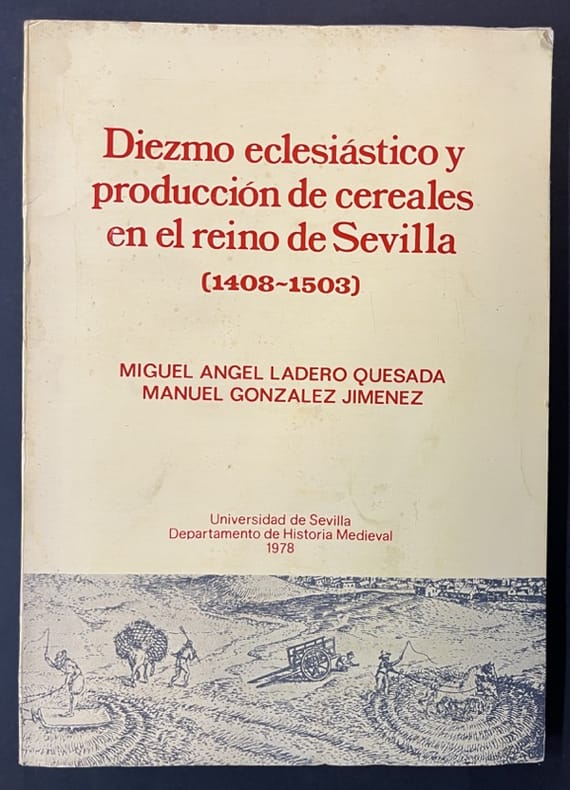 Diezmo eclesiástico y
producción de cereales
en el reino de Sevilla
(1408~1503)
MIGUEL ANGEL LADERO QUESADA
MANUEL GONZALEZ JIMENEZ
Universidad de Sevilla
Departamento de Historia Medieval
1978